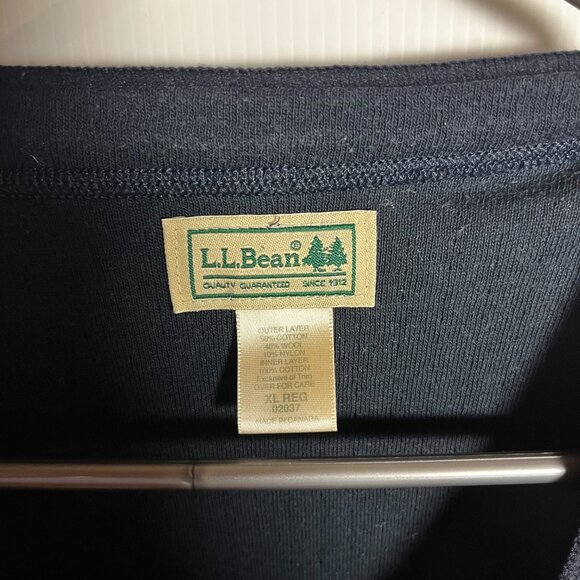 L.L.Bean®
QUALITY GUARANTEED SINCE 1912
OUTER LAYER
50% COTTON
40% WOOL
10% NYLON
INNER LAYER
100% COTTON
Exclusive of Trim
OVER FOR CARE
XL REG
02037
MADE IN CANADA